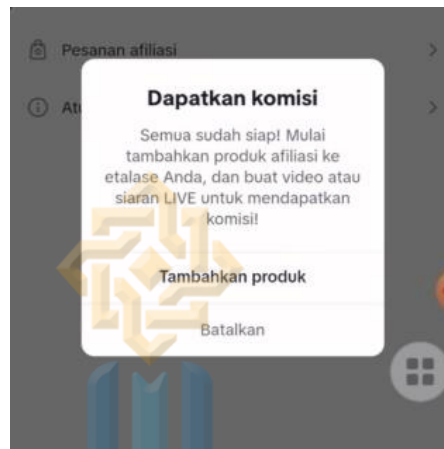 Pesanan afiliasi
Dapatkan komisi
Semua sudah siap! Mulai
tambahkan produk afiliasi ke
etalase Anda, dan buat video atau
siaran LIVE untuk mendapatkan
komisi!
Tambahkan produk
Batalkan